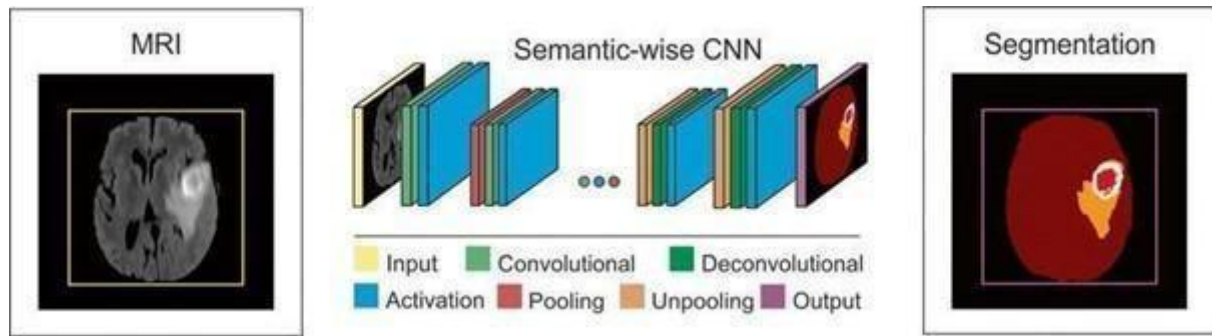 MRI
Semantic-wise CNN
Segmentation
Input Convolutional Deconvolutional
Activation Pooling Unpooling Output